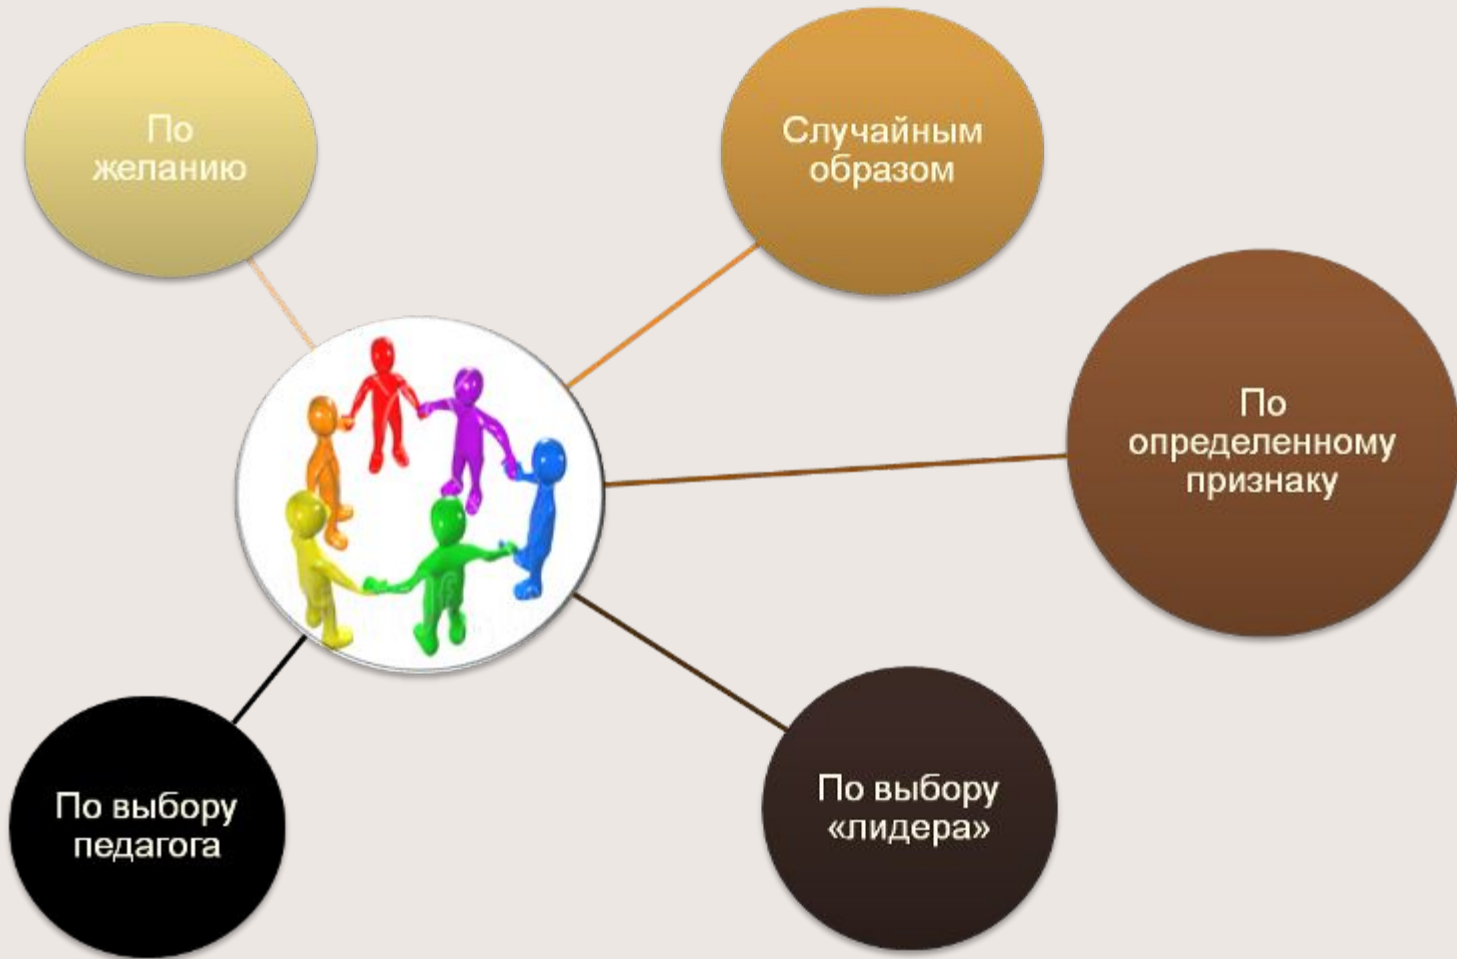 По
желанию
Случайным
образом
По
определенному
признаку
По выбору
«лидера»
По выбору
педагога